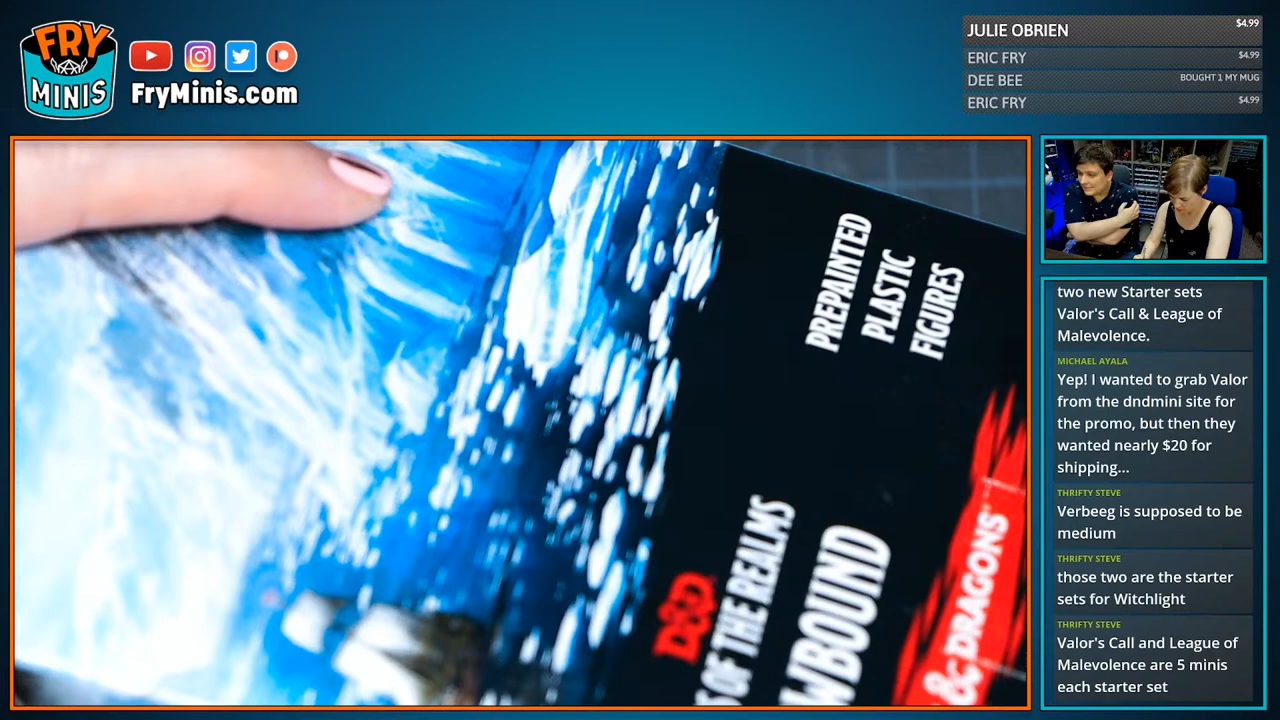 FRY
MINIS
FryMinis.com
JULIE OBRIEN $4.99
ERIC FRY $4.99
DEE BEE BOUGHT 1 MY MUG
ERIC FRY $4.99
PREPAINTED
PLASTIC
FIGURES
D&D
OF THE REALMS
& DRAGONS
two new Starter sets
Valor's Call & League of
Malevolence.
MICHAEL AYALA
Yep! I wanted to grab Valor
from the dndmini site for
the promo, but then they
wanted nearly $20 for
shipping...
THRIFTY STEVE
Verbeeg is supposed to be
medium
THRIFTY STEVE
those two are the starter
sets for Witchlight
THRIFTY STEVE
Valor's Call and League of
Malevolence are 5 minis
each starter set